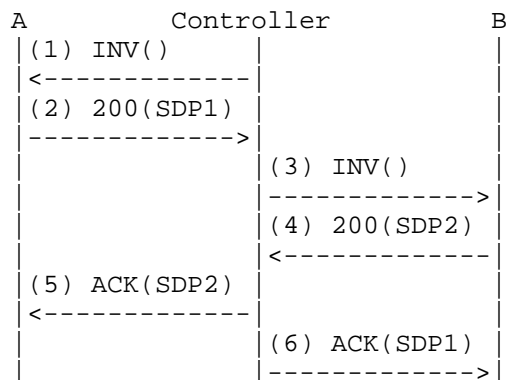 A Controller B
(1) INV()
(2) 200(SDP1)
(3) INV()
(4) 200(SDP2)
(5) ACK(SDP2)
(6) ACK(SDP1)